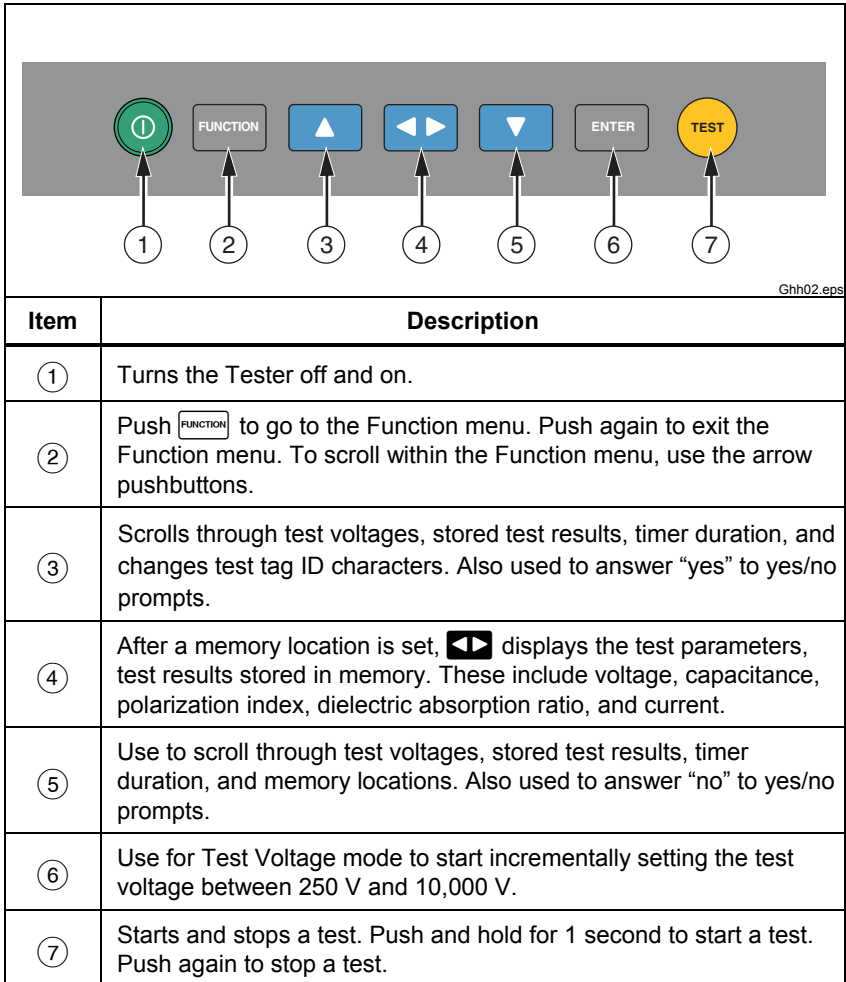 FUNCTION
ENTER
TEST
1 2 3 4 5 6 7
Ghh02.eps
Item Description
1 Turns the Tester off and on.
2 Push FUNCTION to go to the Function menu. Push again to exit the
Function menu. To scroll within the Function menu, use the arrow
pushbuttons.
3 Scrolls through test voltages, stored test results, timer duration, and
changes test tag ID characters. Also used to answer “yes” to yes/no
prompts.
4 After a memory location is set, displays the test parameters,
test results stored in memory. These include voltage, capacitance,
polarization index, dielectric absorption ratio, and current.
5 Use to scroll through test voltages, stored test results, timer
duration, and memory locations. Also used to answer “no” to yes/no
prompts.
6 Use for Test Voltage mode to start incrementally setting the test
voltage between 250 V and 10,000 V.
7 Starts and stops a test. Push and hold for 1 second to start a test.
Push again to stop a test.